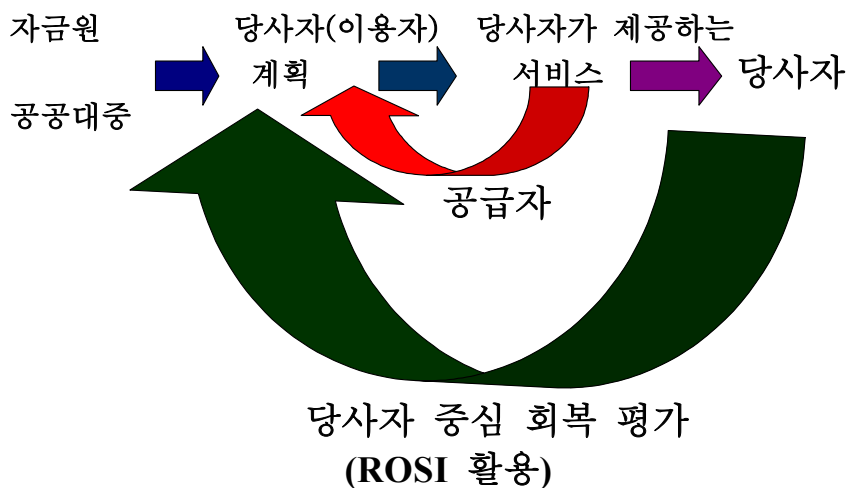 자금원
공공대중
당사자(이용자)
계획
당사자가 제공하는
서비스
당사자
공급자
당사자 중심 회복 평가
(ROSI 활용)